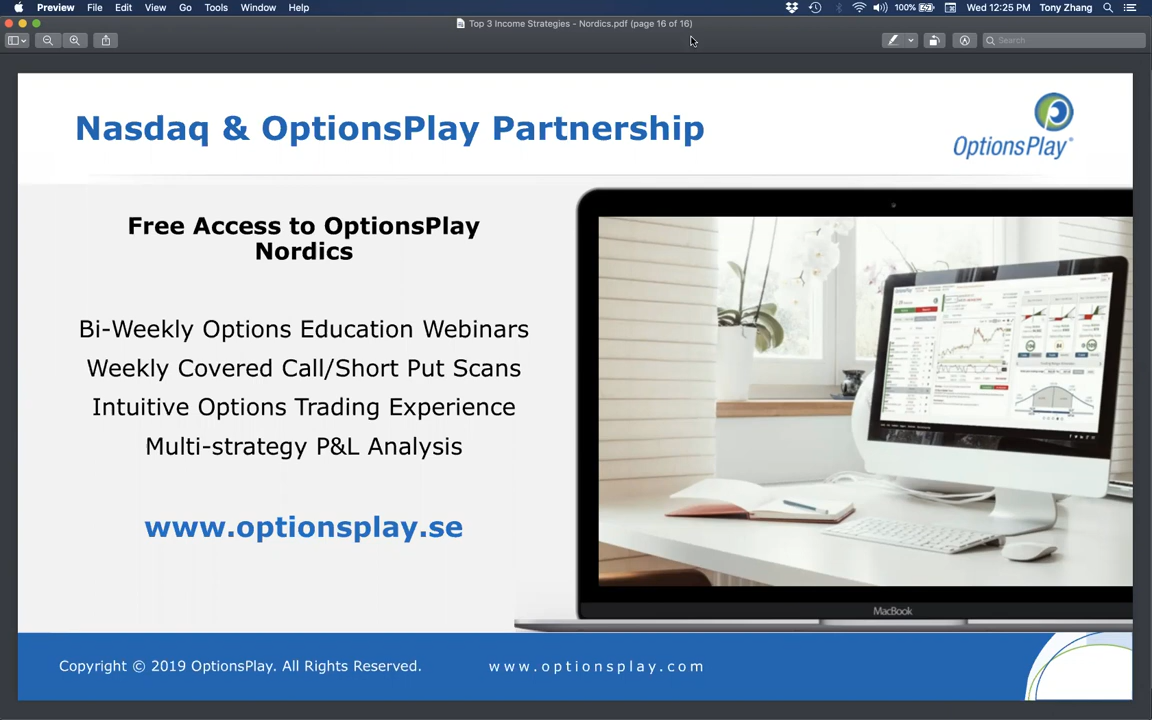 Preview File Edit View Go Tools Window Help 100% Wed 12:25 PM Tony Zhang
Top 3 Income Strategies - Nordics.pdf (page 16 of 16)
Search
Nasdaq & OptionsPlay Partnership
OptionsPlay
Free Access to OptionsPlay
Nordics
Bi-Weekly Options Education Webinars
Weekly Covered Call/Short Put Scans
Intuitive Options Trading Experience
Multi-strategy P&L Analysis
www.optionsplay.se
MacBook
Copyright © 2019 OptionsPlay. All Rights Reserved. www.optionsplay.com